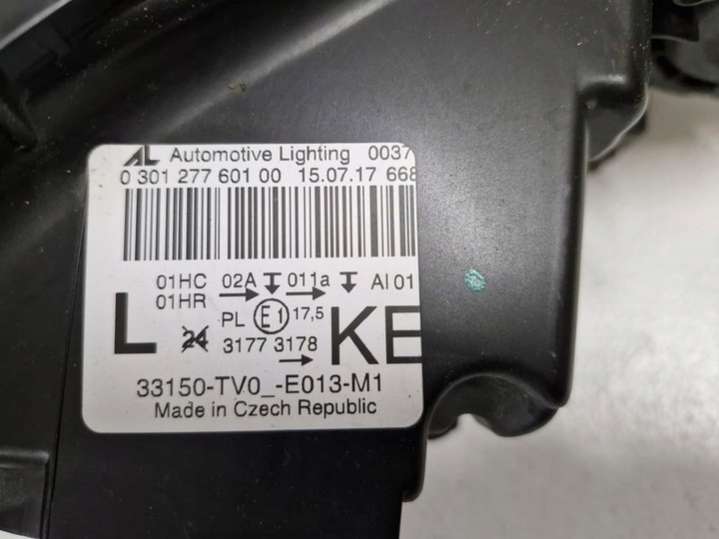 AL Automotive Lighting 0037
0 301 277 601 00 15.07.17 668
01HC 02A 011a AI 01
01HR
L PL E1 17,5 KE
24 3177 3178
33150-TV0_-E013-M1
Made in Czech Republic